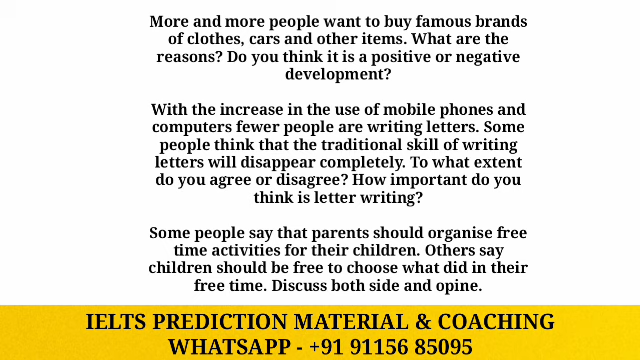 More and more people want to buy famous brands
of clothes, cars and other items. What are the
reasons? Do you think it is a positive or negative
development?
With the increase in the use of mobile phones and
computers fewer people are writing letters. Some
people think that the traditional skill of writing
letters will disappear completely. To what extent
do you agree or disagree? How important do you
think is letter writing?
Some people say that parents should organise free
time activities for their children. Others say
children should be free to choose what did in their
free time. Discuss both side and opine.
IELTS PREDICTION MATERIAL & COACHING
WHATSAPP - +91 91156 85095